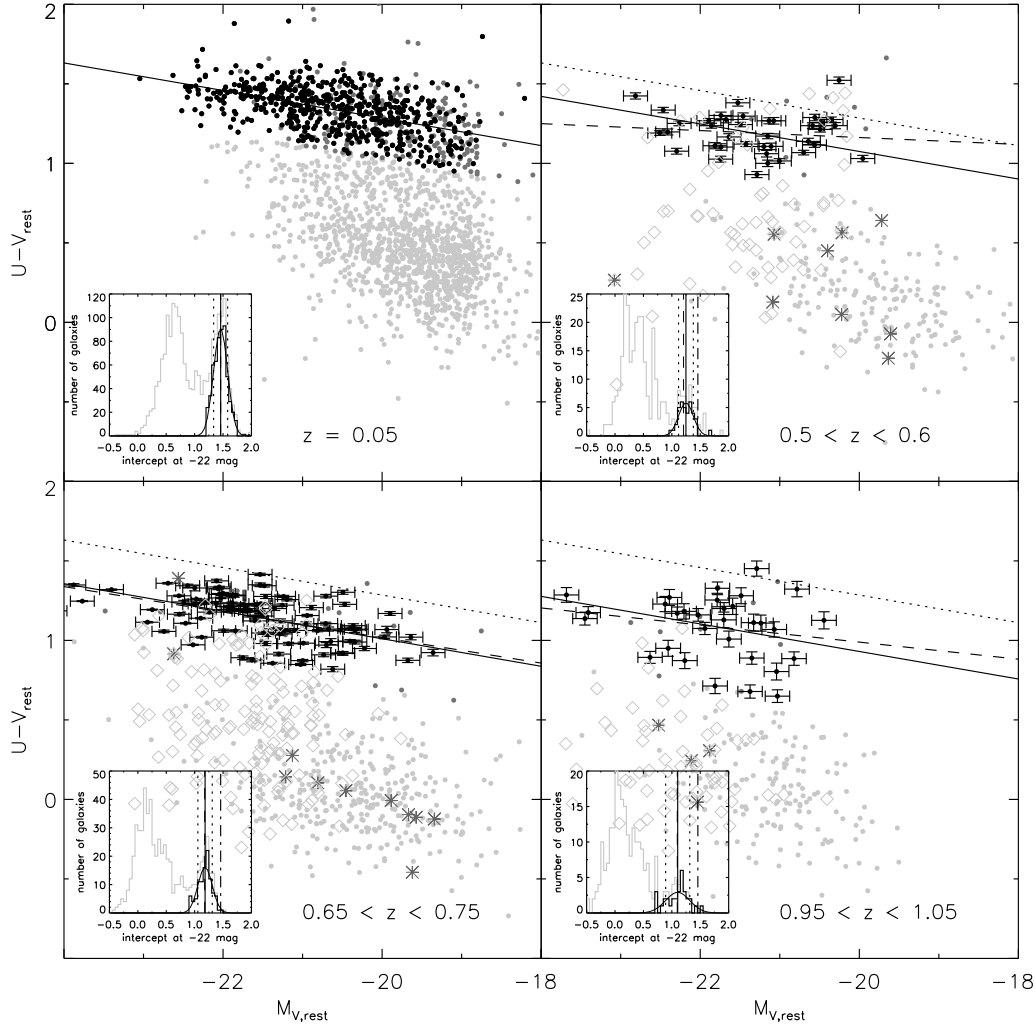 2
1
0
U−V_rest
120
100
80
60
40
20
0
number of galaxies
−0.5 0.0 0.5 1.0 1.5 2.0
intercept at −22 mag
z = 0.05
25
20
15
10
5
0
number of galaxies
−0.5 0.0 0.5 1.0 1.5 2.0
intercept at −22 mag
0.5 < z < 0.6
−22 −20 −18
2
1
0
U−V_rest
50
40
30
20
10
0
number of galaxies
−0.5 0.0 0.5 1.0 1.5 2.0
intercept at −22 mag
0.65 < z < 0.75
20
15
10
5
0
number of galaxies
−0.5 0.0 0.5 1.0 1.5 2.0
intercept at −22 mag
0.95 < z < 1.05
−22 −20 −18 −22 −20 −18
M_V,rest M_V,rest